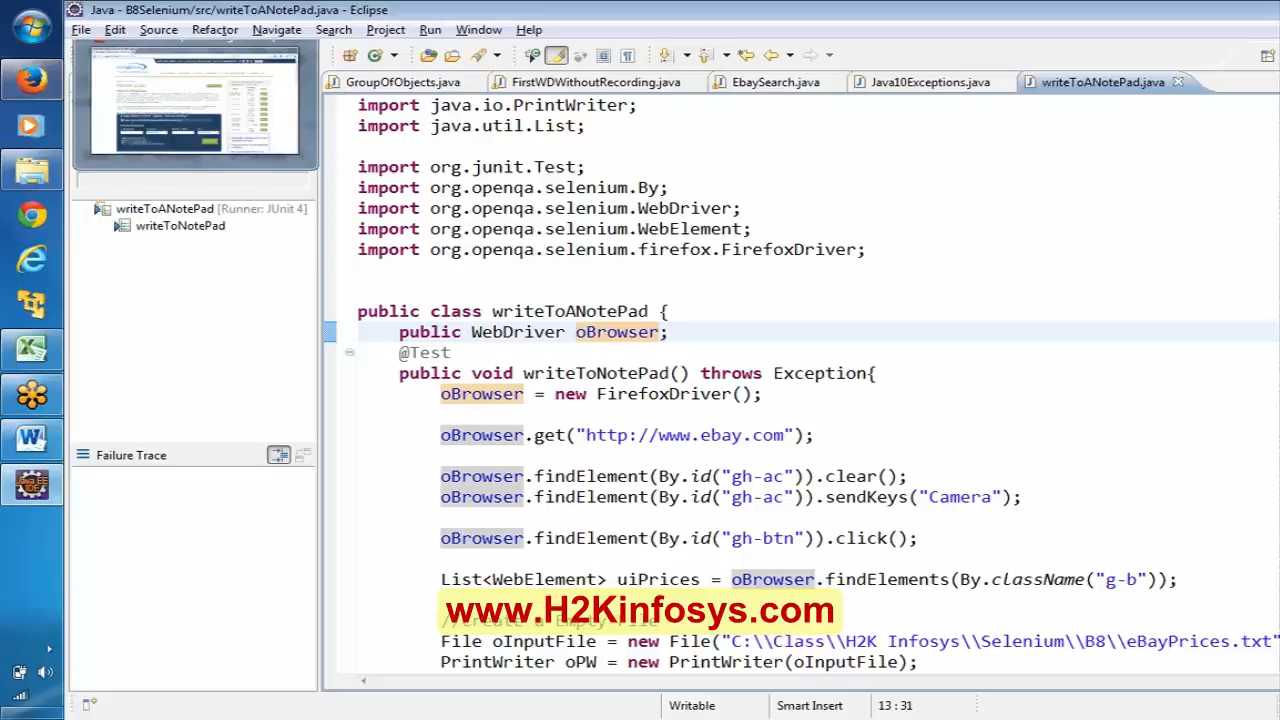 Java - B8Selenium/src/writeToANotePad.java - Eclipse
File Edit Source Refactor Navigate Search Project Run Window Help
GroupOfObjects.java FirstWDWithoutRecording.jav EbaySearch.java Java10Exceptions.java writeToANotePad.java
import java.io.PrintWriter;
import java.util.List;
import org.junit.Test;
import org.openqa.selenium.By;
import org.openqa.selenium.WebDriver;
import org.openqa.selenium.WebElement;
import org.openqa.selenium.firefox.FirefoxDriver;
public class writeToANotePad {
public WebDriver oBrowser;
@Test
public void writeToNotePad() throws Exception{
oBrowser = new FirefoxDriver();
oBrowser.get("http://www.ebay.com");
oBrowser.findElement(By.id("gh-ac")).clear();
oBrowser.findElement(By.id("gh-ac")).sendKeys("Camera");
oBrowser.findElement(By.id("gh-btn")).click();
List<WebElement> uiPrices = oBrowser.findElements(By.className("g-b"));
www.H2Kinfosys.com
File oInputFile = new File("C:\\Class\\H2K Infosys\\Selenium\\B8\\eBayPrices.txt"
PrintWriter oPW = new PrintWriter(oInputFile);
writeToANotePad [Runner: JUnit 4]
writeToNotePad
Failure Trace
Java EE
IDE
Writable Smart Insert 13 : 31